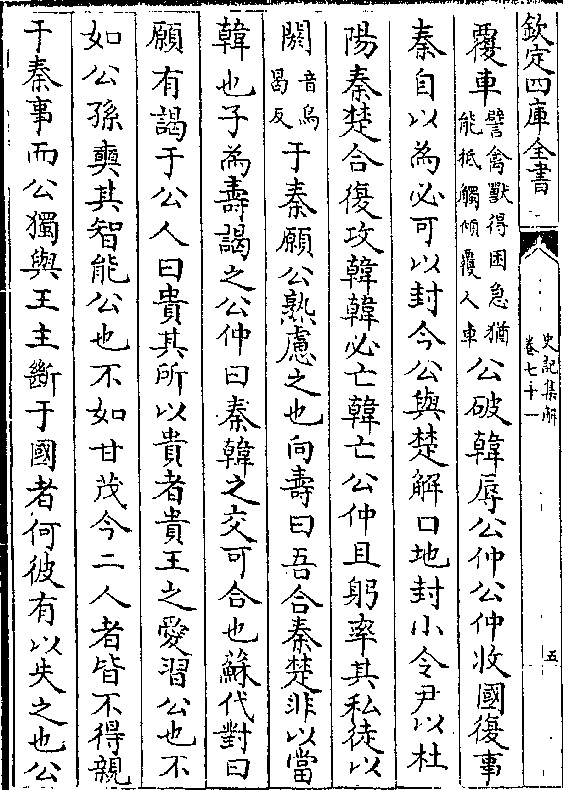 欽定四庫全書
史記集解
卷七十一
五
覆車譬禽獸得困急猶能抵觸傾覆人車公破韓辱公仲公仲收國復事
秦自以為必可以封今公與楚解口地封小令尹以杜
陽秦楚合復攻韓韓必亡韓亡公仲且躬率其私徒以
閼音烏曷反于秦願公熟慮之也向壽曰吾合秦楚非以當
韓也子為壽謁之公仲曰秦韓之交可合也蘇代對曰
願有謁于公人曰貴其所以貴者貴王之愛習公也不
如公孫奭其智能公也不如甘茂今二人者皆不得親
于秦事而公獨與王主斷于國者何彼有以失之也公